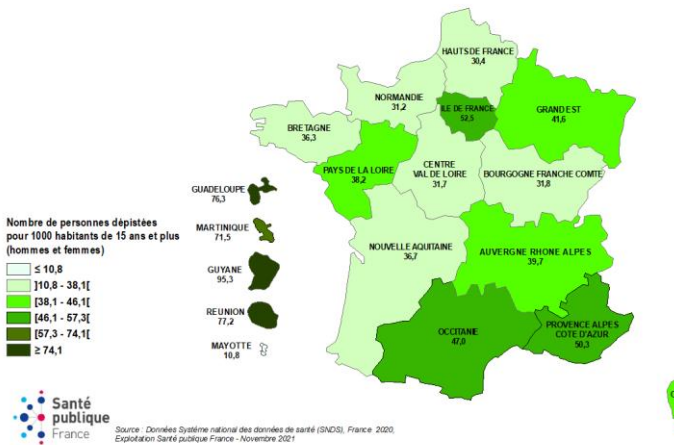 HAUTS DE FRANCE
30,4
NORMANDIE
31,2
ILE DE FRANCE
52,5
GRAND EST
41,6
BRETAGNE
36,3
PAYS DE LA LOIRE
38,2
CENTRE
VAL DE LOIRE
31,7
BOURGOGNE FRANCHE COMTE
31,8
GUADELOUPE
76,3
MARTINIQUE
71,5
GUYANE
95,3
REUNION
77,2
MAYOTTE
10,8
NOUVELLE AQUITAINE
36,7
AUVERGNE RHONE ALPES
39,7
OCCITANIE
47,0
PROVENCE ALPES
COTE D'AZUR
50,3
Nombre de personnes dépistées
pour 1000 habitants de 15 ans et plus
(hommes et femmes)
≤ 10,8
]10,8 - 38,1[
[38,1 - 46,1[
[46,1 - 57,3[
[57,3 - 74,1[
≥ 74,1
Santé
publique
France
Source : Données Système national des données de santé (SNDS), France 2020,
Exploitation Santé publique France - Novembre 2021